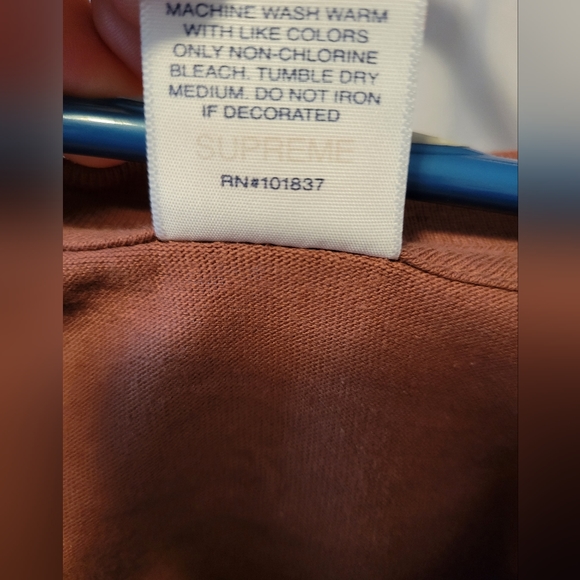 MACHINE WASH WARM
WITH LIKE COLORS
ONLY NON-CHLORINE
BLEACH. TUMBLE DRY
MEDIUM. DO NOT IRON
IF DECORATED
SUPREME
RN#101837